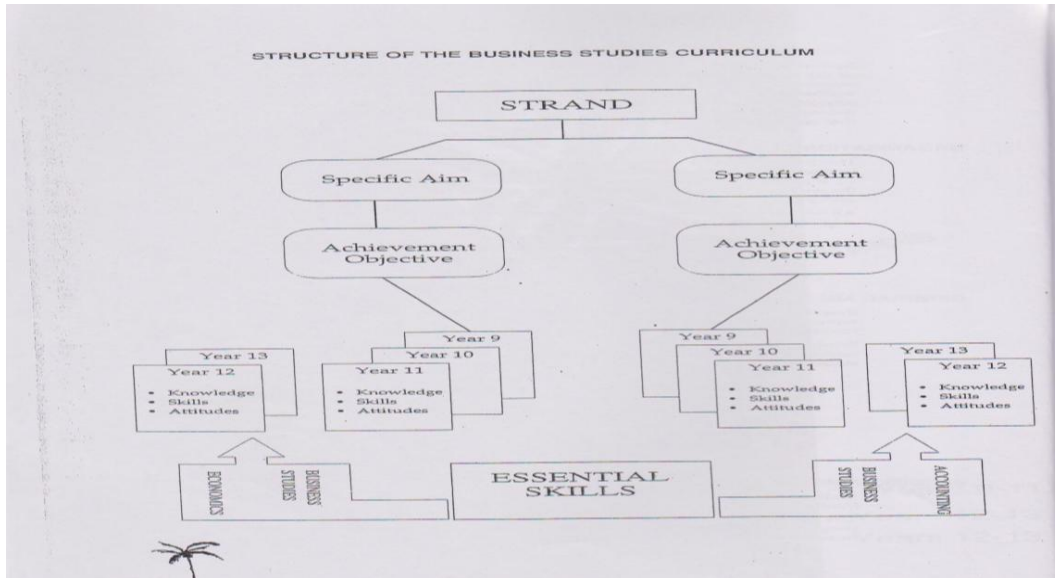 STRUCTURE OF THE BUSINESS STUDIES CURRICULUM
STRAND
Specific Aim
Specific Aim
Achievement
Objective
Achievement
Objective
Year 9
Year 10
Year 11
• Knowledge
• Skills
• Attitudes
Year 13
Year 12
• Knowledge
• Skills
• Attitudes
Year 9
Year 10
Year 11
• Knowledge
• Skills
• Attitudes
Year 13
Year 12
• Knowledge
• Skills
• Attitudes
ECONOMICS
BUSINESS
STUDIES
ESSENTIAL
SKILLS
BUSINESS
STUDIES
ACCOUNTING